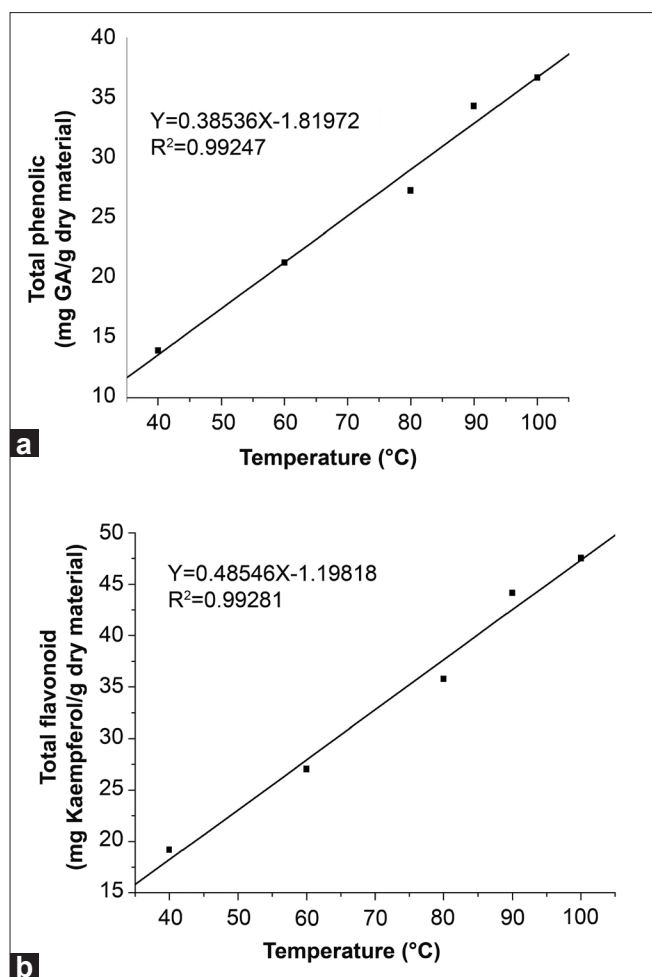 40
35
30
25
20
15
10
Total phenolic
(mg GA/g dry material)
Y=0.38536X-1.81972
R²=0.99247
40 50 60 70 80 90 100
Temperature (°C)
a
50
45
40
35
30
25
20
15
Total flavonoid
(mg Kaempferol/g dry material)
Y=0.48546X-1.19818
R²=0.99281
40 50 60 70 80 90 100
Temperature (°C)
b